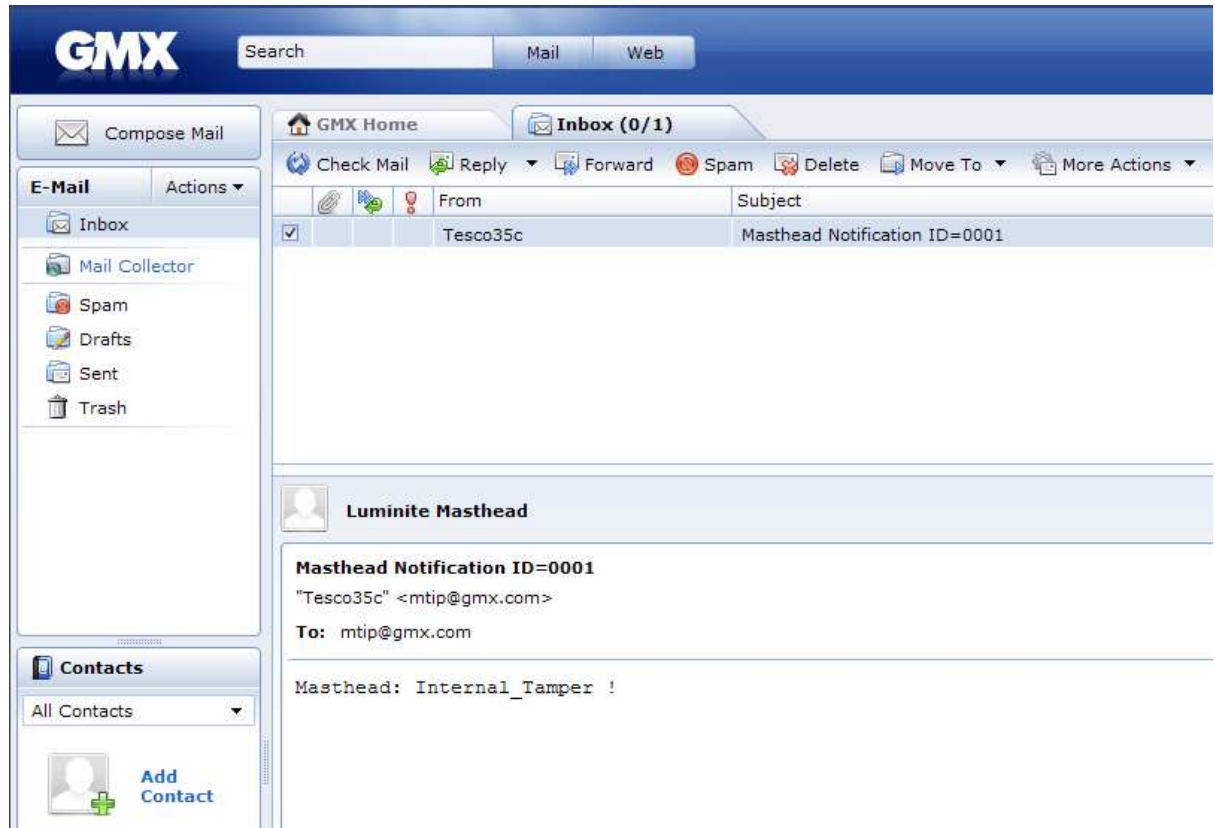 GMX
Search Mail Web
Compose Mail
E-Mail Actions
Inbox
Mail Collector
Spam
Drafts
Sent
Trash
Contacts
All Contacts
Add
Contact
GMX Home Inbox (0/1)
Check Mail Reply Forward Spam Delete Move To More Actions
From Subject
Tesco35c Masthead Notification ID=0001
Luminite Masthead
Masthead Notification ID=0001
"Tesco35c" <mtip@gmx.com>
To: mtip@gmx.com
Masthead: Internal_Tamper !